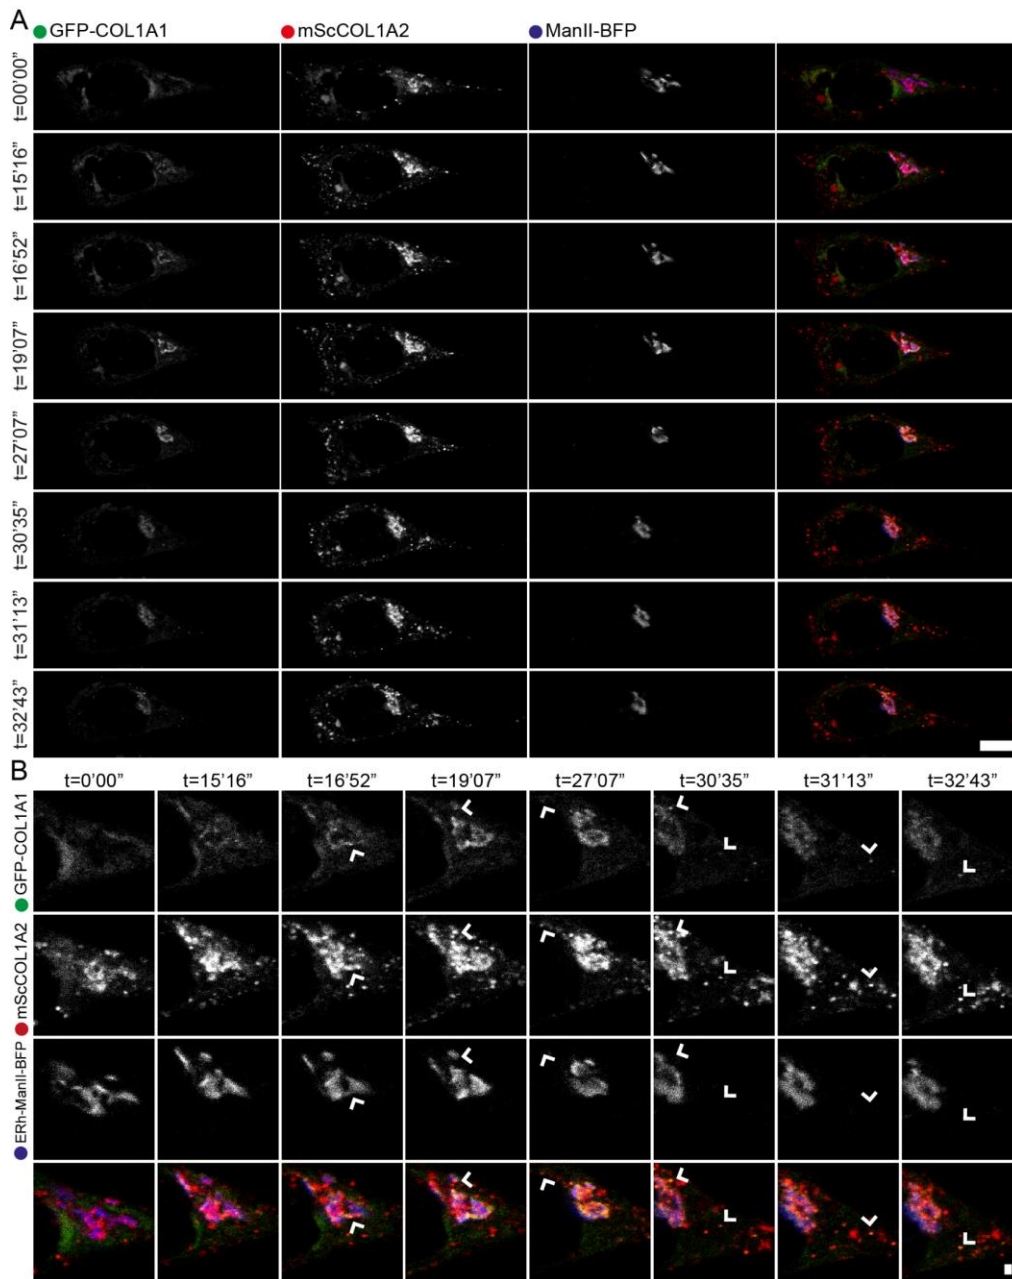 A
GFP-COL1A1 mScCOL1A2 ManII-BFP
t=00’00”
t=15’16”
t=16’52”
t=19’07”
t=27’07”
t=30’35”
t=31’13”
t=32’43”
B
t=0’00” t=15’16” t=16’52” t=19’07” t=27’07” t=30’35” t=31’13” t=32’43”
GFP-COL1A1
mScCOL1A2
ERh-ManII-BFP